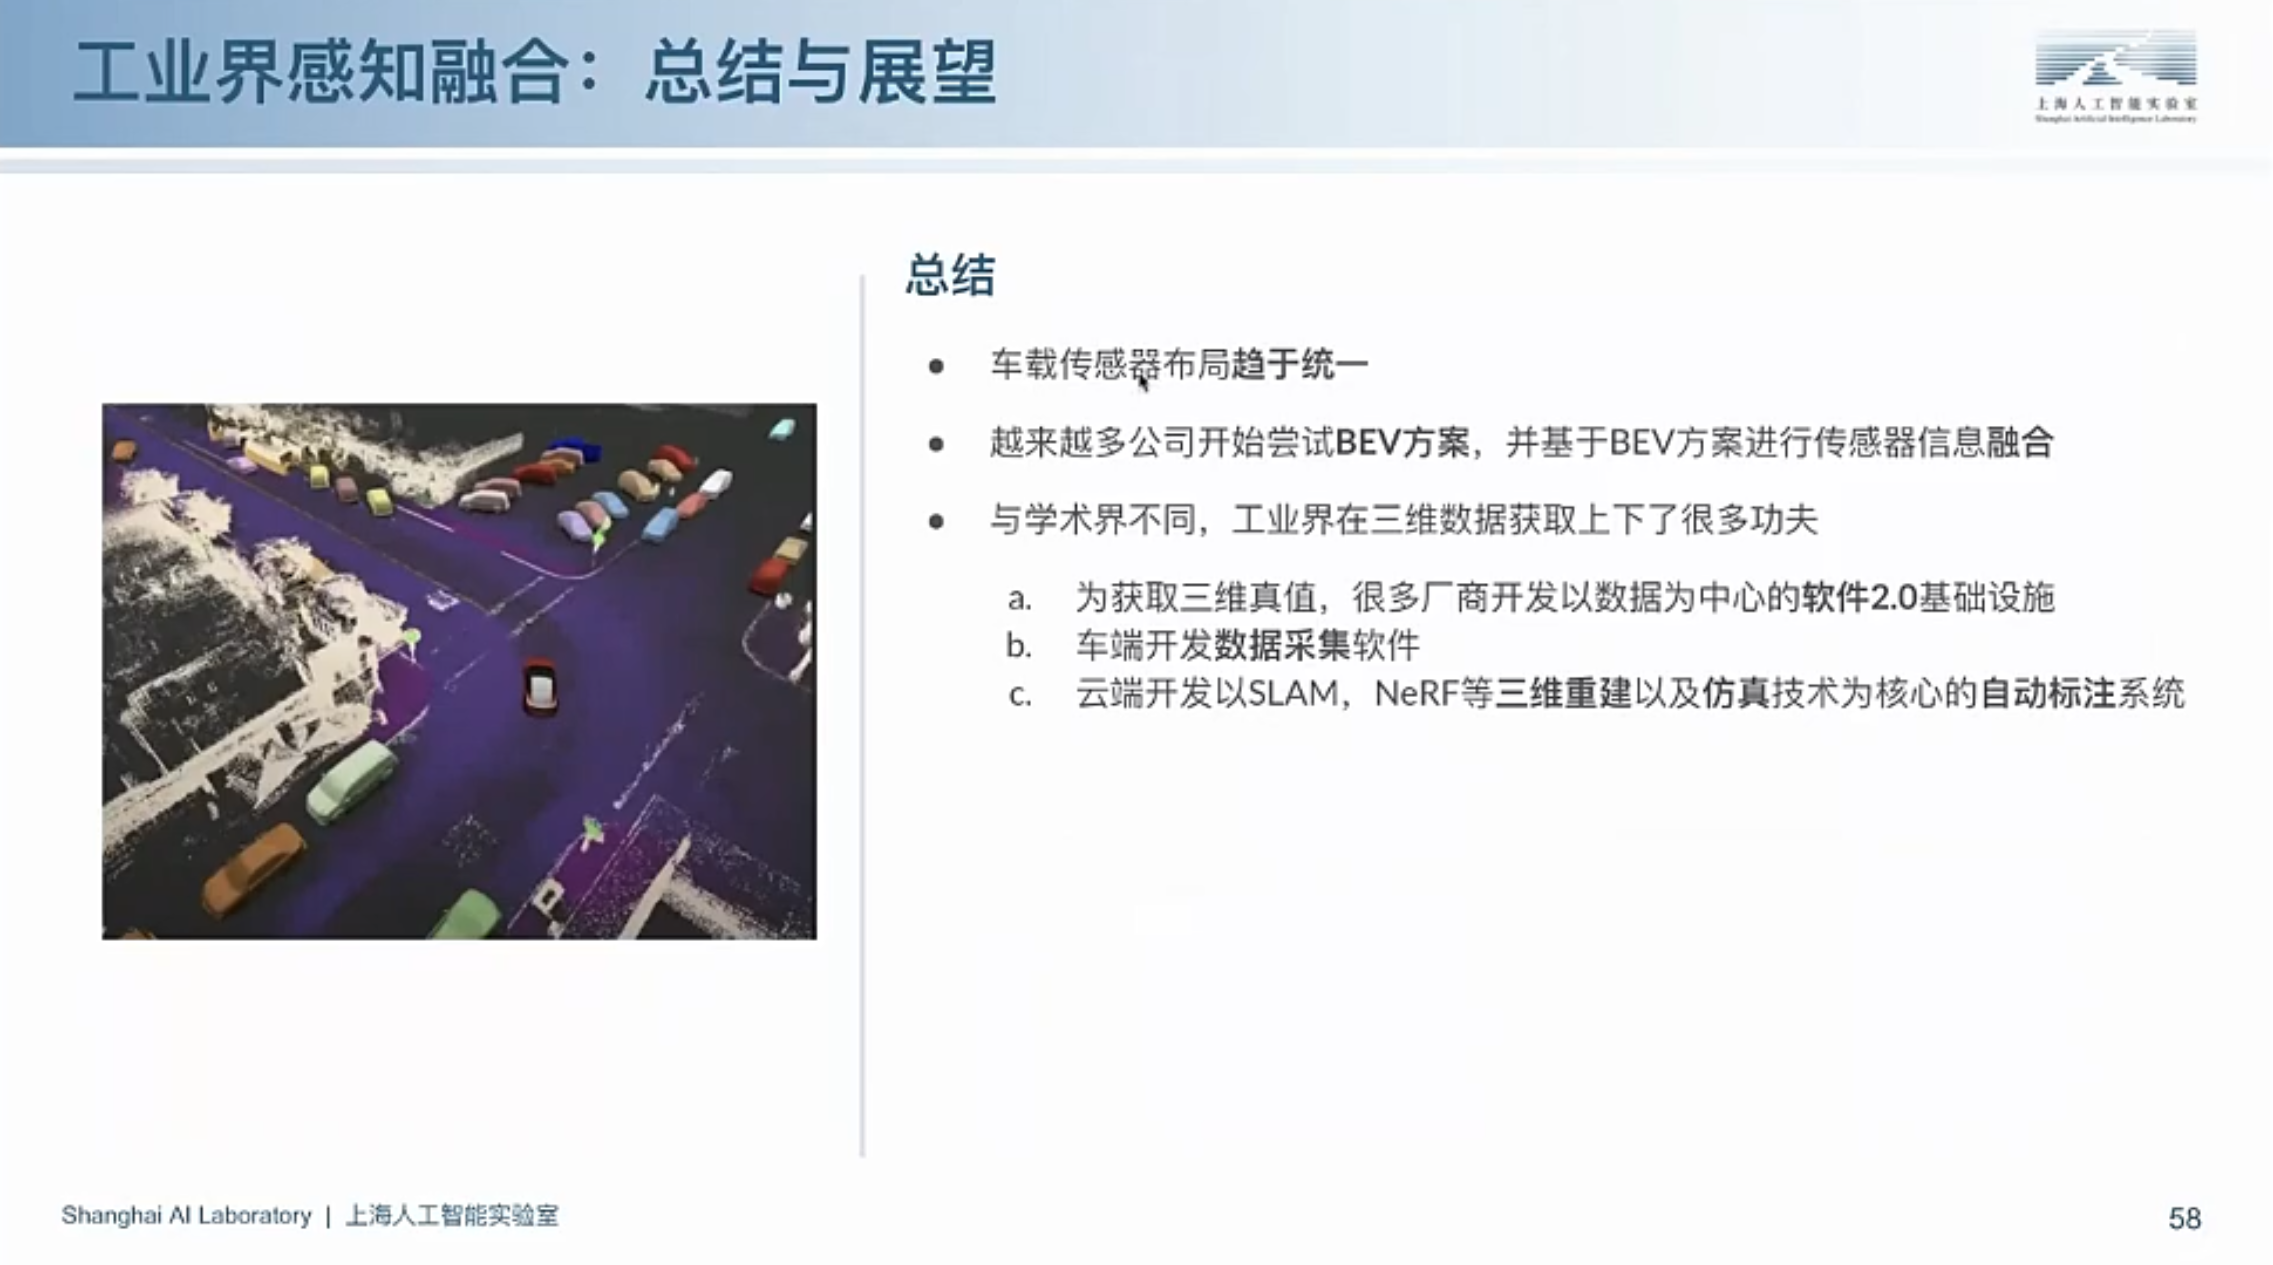 工业界感知融合：总结与展望
上海人工智能实验室
Shanghai Artificial Intelligence Laboratory
总结
● 车载传感器布局趋于统一
● 越来越多公司开始尝试BEV方案，并基于BEV方案进行传感器信息融合
● 与学术界不同，工业界在三维数据获取上下了很多功夫
a. 为获取三维真值，很多厂商开发以数据为中心的软件2.0基础设施
b. 车端开发数据采集软件
c. 云端开发以SLAM，NeRF等三维重建以及仿真技术为核心的自动标注系统
Shanghai AI Laboratory | 上海人工智能实验室
58